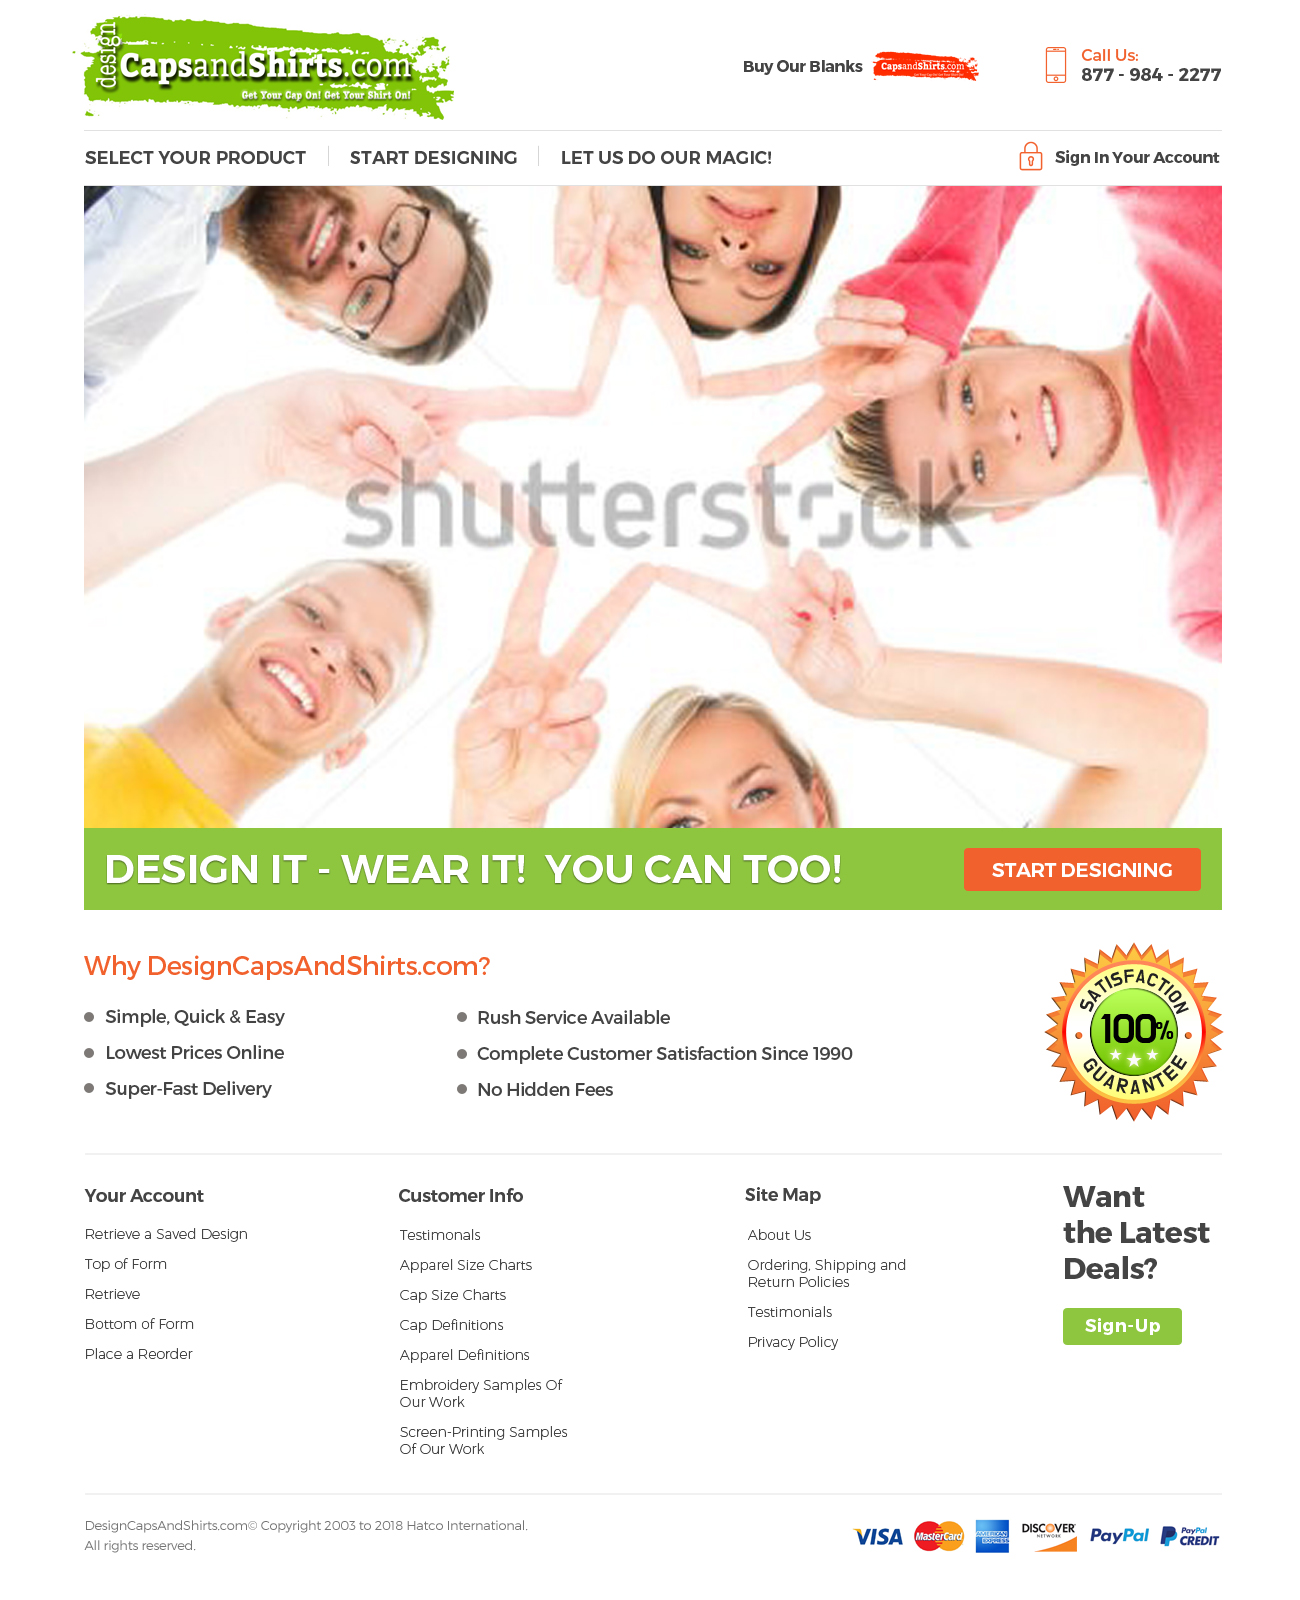 design
CapsandShirts.com
Get Your Cap On! Get Your Shirt On!
Buy Our Blanks
CapsandShirts.com
Call Us:
877 - 984 - 2277
SELECT YOUR PRODUCT
START DESIGNING
LET US DO OUR MAGIC!
Sign In Your Account
shutterstock
DESIGN IT - WEAR IT! YOU CAN TOO!
START DESIGNING
Why DesignCapsAndShirts.com?
Simple, Quick & Easy
Lowest Prices Online
Super-Fast Delivery
Rush Service Available
Complete Customer Satisfaction Since 1990
No Hidden Fees
SATISFACTION
100%
GUARANTEE
Your Account
Retrieve a Saved Design
Top of Form
Retrieve
Bottom of Form
Place a Reorder
Customer Info
Testimonals
Apparel Size Charts
Cap Size Charts
Cap Definitions
Apparel Definitions
Embroidery Samples Of
Our Work
Screen-Printing Samples
Of Our Work
Site Map
About Us
Ordering, Shipping and
Return Policies
Testimonials
Privacy Policy
Want
the Latest
Deals?
Sign-Up
DesignCapsAndShirts.com© Copyright 2003 to 2018 Hatco International.
All rights reserved.
VISA
MasterCard
AMERICAN
EXPRESS
DISCOVER
NETWORK
PayPal
PayPal
CREDIT